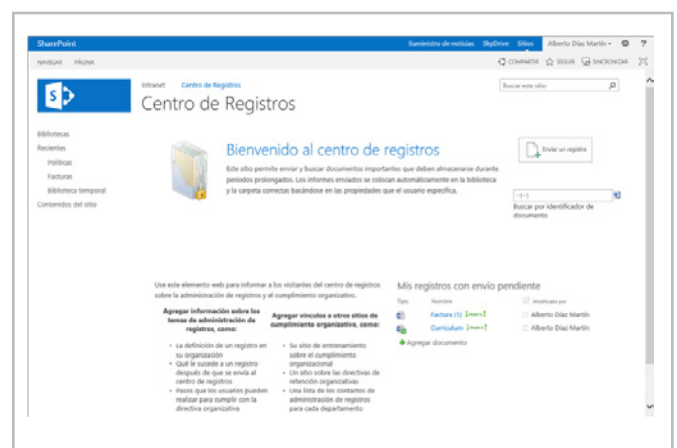 SharePoint
Suministro de noticias SkyDrive Sitios Alberto Díaz Martín ?
NAVEGAR PÁGINA
COMPARTIR SEGUIR SINCRONIZAR
Intranet Centro de Registros
Buscar este sitio
Centro de Registros
Bibliotecas
Recientes
Políticas
Facturas
Biblioteca temporal
Contenidos del sitio
Bienvenido al centro de registros
Este sitio permite enviar y buscar documentos importantes que deben almacenarse durante
periodos prolongados. Los informes enviados se colocan automáticamente en la biblioteca
y la carpeta correctas basándose en las propiedades que el usuario especifica.
Enviar un registro
Buscar por identificador de
documento
Use este elemento web para informar a los visitantes del centro de registros
sobre la administración de registros y el cumplimiento organizativo.
Agregar información sobre los
temas de administración de
registros, como:
• La definición de un registro en
su organización
• Qué le sucede a un registro
después de que se envía al
centro de registros
• Pasos que los usuarios pueden
realizar para cumplir con la
directiva organizativa
Agregar vínculos a otros sitios de
cumplimiento organizativo, como:
• Su sitio de entrenamiento
sobre el cumplimiento
organizacional
• Un sitio sobre las directivas de
retención organizativas
• Una lista de los contactos de
administración de registros
para cada departamento
Mis registros con envío pendiente
Tipo Nombre Modificado por
Factura (1) Alberto Díaz Martín
Curriculum Alberto Díaz Martín
Agregar documento